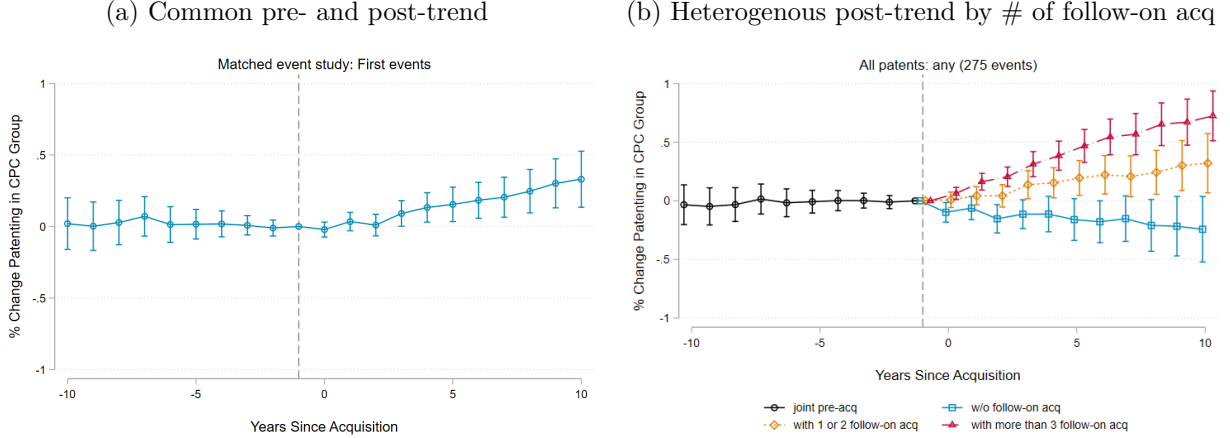 (a) Common pre- and post-trend
Matched event study: First events
% Change Patenting in CPC Group
1
.5
0
-.5
-1
-10
-5
0
5
10
Years Since Acquisition
(b) Heterogenous post-trend by # of follow-on acq
All patents: any (275 events)
% Change Patenting in CPC Group
1
.5
0
-.5
-1
-10
-5
0
5
10
Years Since Acquisition
joint pre-acq
w/o follow-on acq
with 1 or 2 follow-on acq
with more than 3 follow-on acq